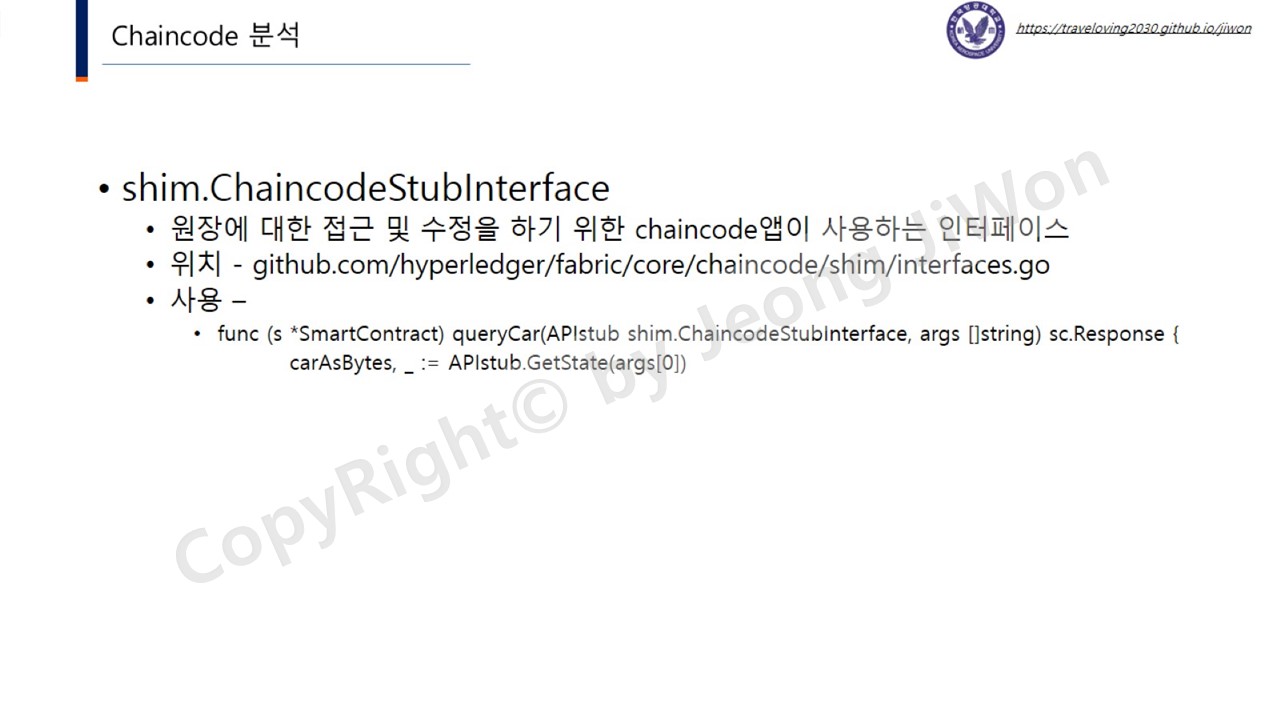 Chaincode 분석
https://traveloving2030.github.io/jiwon
• shim.ChaincodeStubInterface
• 원장에 대한 접근 및 수정을 하기 위한 chaincode앱이 사용하는 인터페이스
• 위치 - github.com/hyperledger/fabric/core/chaincode/shim/interfaces.go
• 사용 –
• func (s *SmartContract) queryCar(APIstub shim.ChaincodeStubInterface, args []string) sc.Response {
carAsBytes, _ := APIstub.GetState(args[0])
CopyRight© by Jeong JiWon